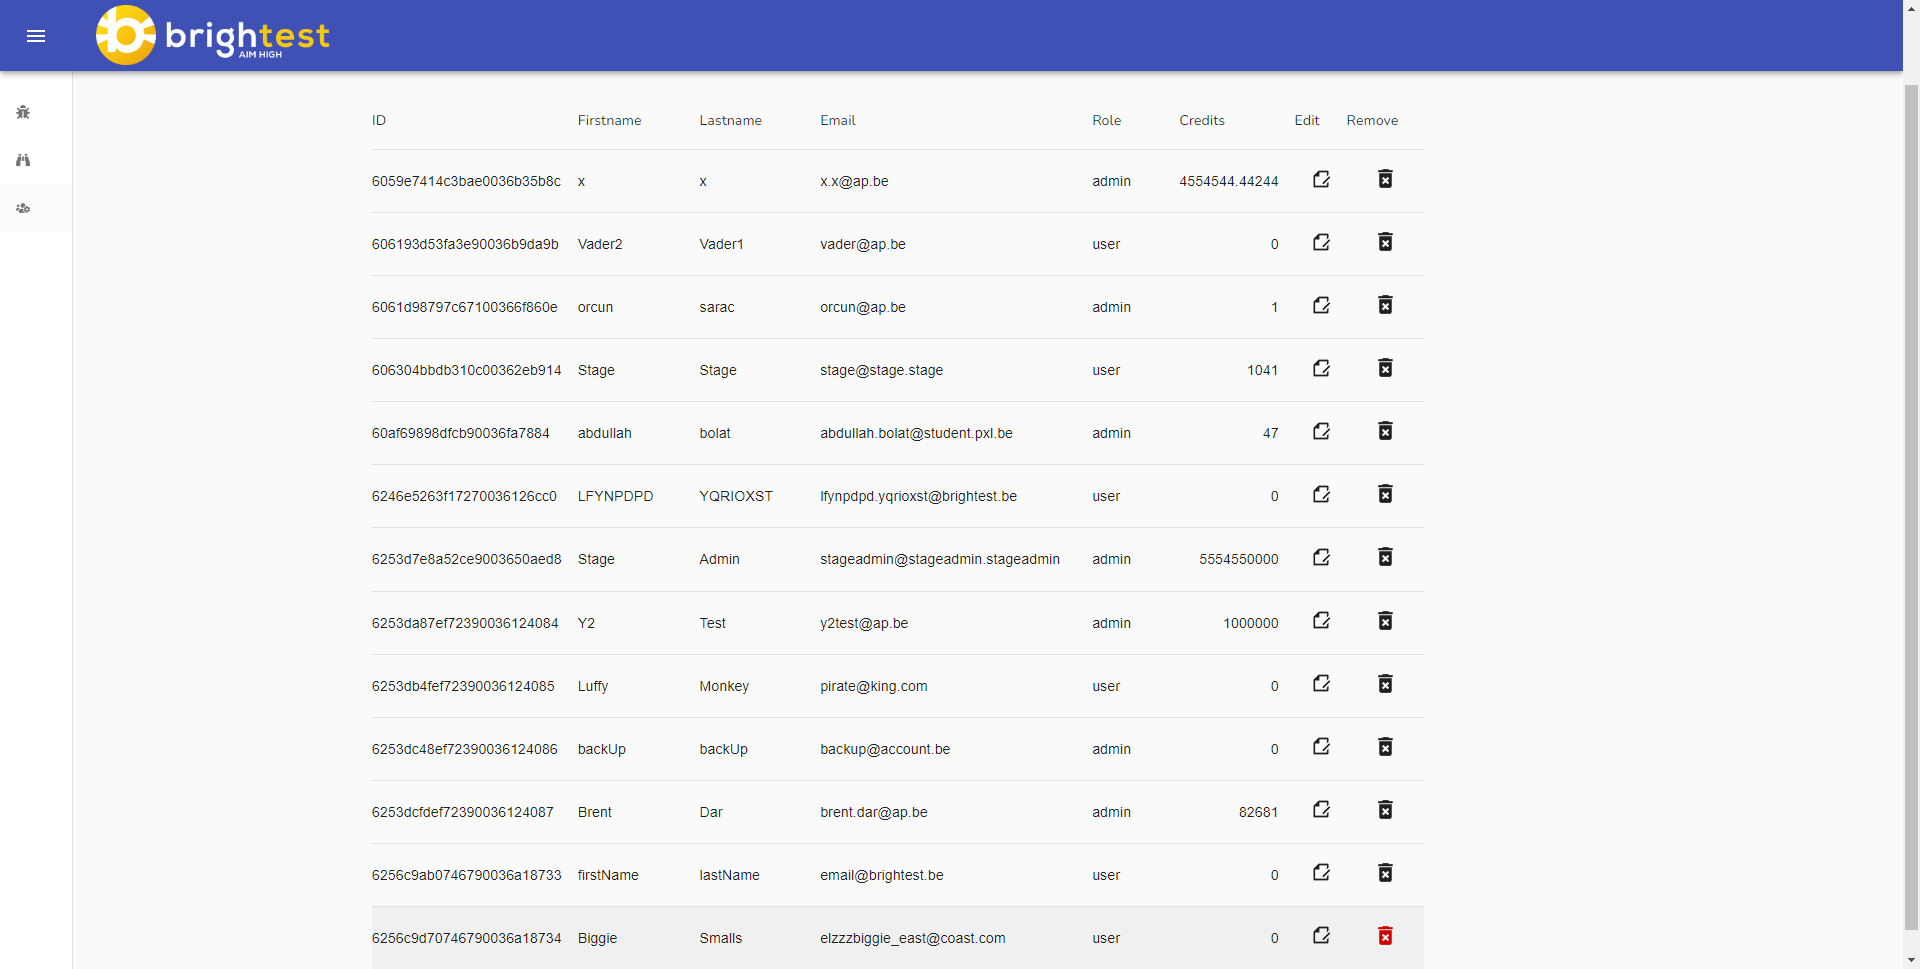 brightest
AIM HIGH
ID Firstname Lastname Email Role Credits Edit Remove
6059e7414c3bae0036b35b8c x x x.x@ap.be admin 4554544.44244
606193d53fa3e90036b9da9b Vader2 Vader1 vader@ap.be user 0
6061d98797c67100366f860e orcun sarac orcun@ap.be admin 1
606304bbdb310c00362eb914 Stage Stage stage@stage.stage user 1041
60af69898dfcb90036fa7884 abdullah bolat abdullah.bolat@student.pxl.be admin 47
6246e5263f17270036126cc0 LFYNPDPD YQRIOXST lfynpdpd.yqrioxst@brightest.be user 0
6253d7e8a52ce9003650aed8 Stage Admin stageadmin@stageadmin.stageadmin admin 5554550000
6253da87ef72390036124084 Y2 Test y2test@ap.be admin 1000000
6253db4fef72390036124085 Luffy Monkey pirate@king.com user 0
6253dc48ef72390036124086 backUp backUp backup@account.be admin 0
6253dcfdef72390036124087 Brent Dar brent.dar@ap.be admin 82681
6256c9ab0746790036a18733 firstName lastName email@brightest.be user 0
6256c9d70746790036a18734 Biggie Smalls elzzzbiggie_east@coast.com user 0